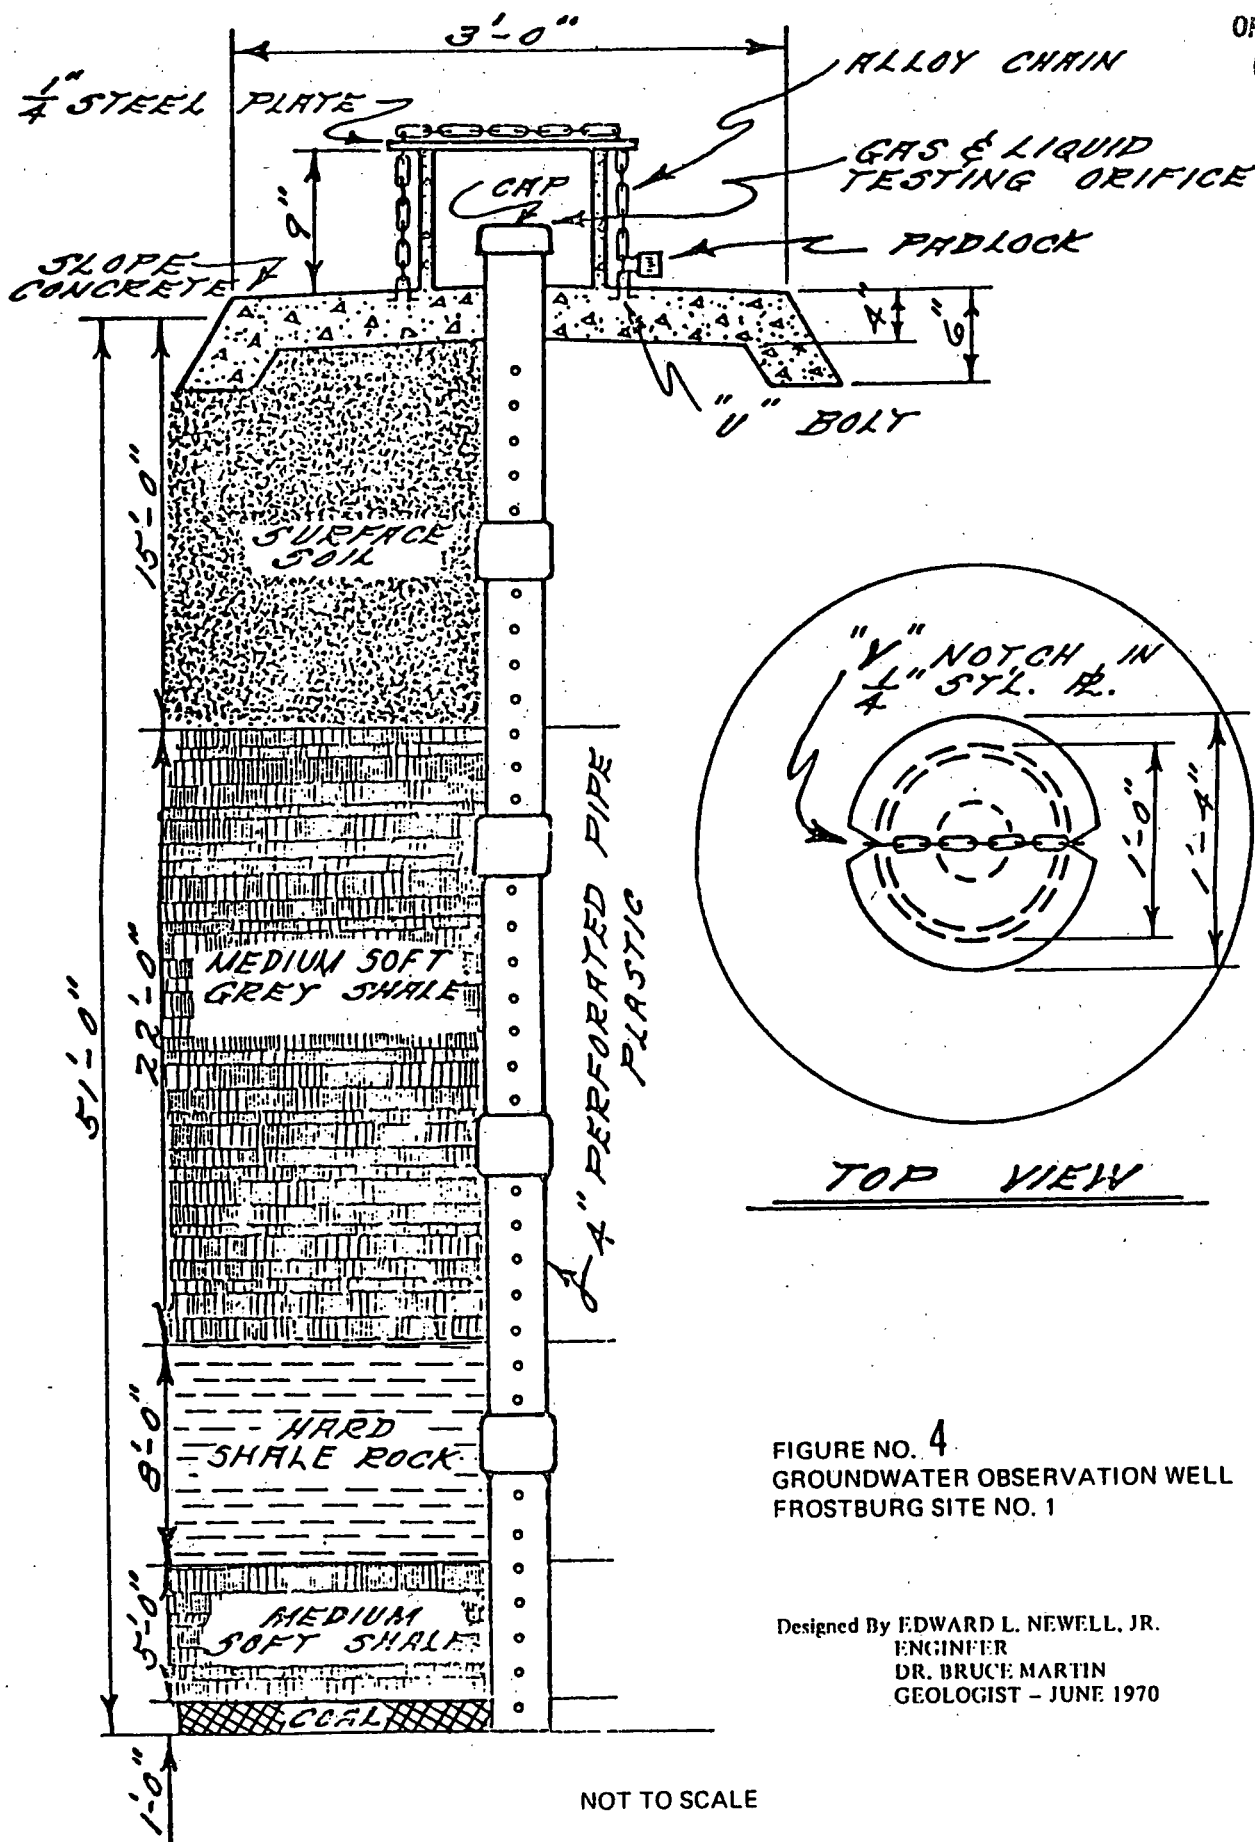 3'-0"
ALLOY CHAIN
1/4" STEEL PLATE
GAS & LIQUID
TESTING ORIFICE
CAP
9"
PADLOCK
SLOPE
CONCRETE
4"
6"
"U" BOLT
15'-0"
SURFACE
SOIL
"V" NOTCH IN
1/4" STL. PL.
1'-0"
1'-4"
4" PERFORATED PIPE
PLASTIC
MEDIUM SOFT
GREY SHALE
22'-0"
51'-0"
TOP VIEW
HARD
SHALE ROCK
8'-0"
FIGURE NO. 4
GROUNDWATER OBSERVATION WELL
FROSTBURG SITE NO. 1
MEDIUM
SOFT SHALE
5'-0"
Designed By EDWARD L. NEWELL, JR.
ENGINEER
DR. BRUCE MARTIN
GEOLOGIST – JUNE 1970
COAL
1'-0"
NOT TO SCALE